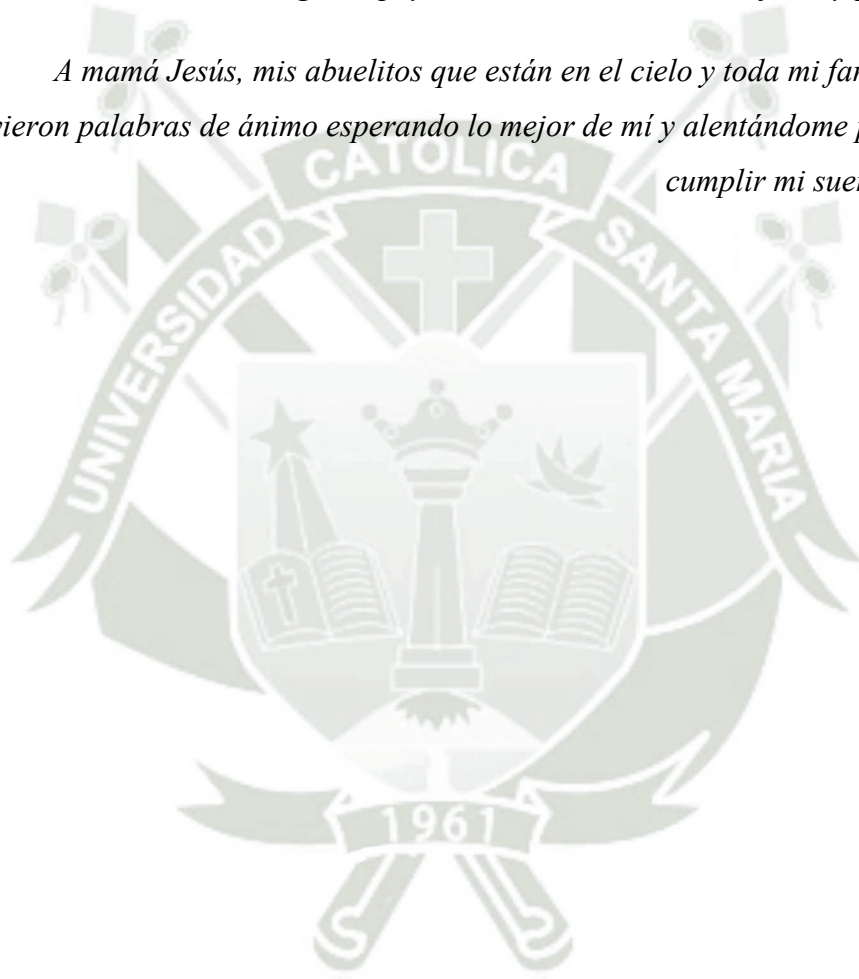 A mamá Jesús, mis abuelitos que están en el cielo y toda mi
vieron palabras de ánimo esperando lo mejor de mí y alentándome
cumplir mi
UNIVERSIDAD CATOLICA SANTA MARIA
1961